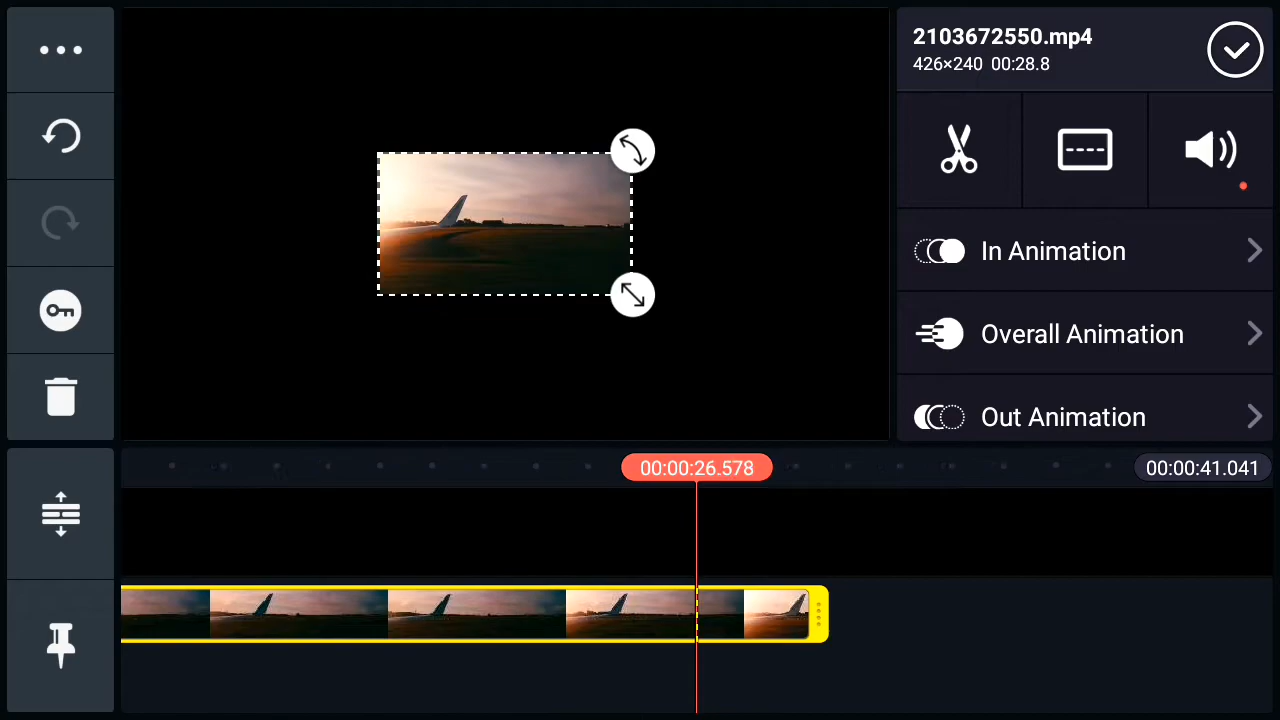 2103672550.mp4
426×240 00:28.8
In Animation
Overall Animation
Out Animation
00:00:26.578
00:00:41.041